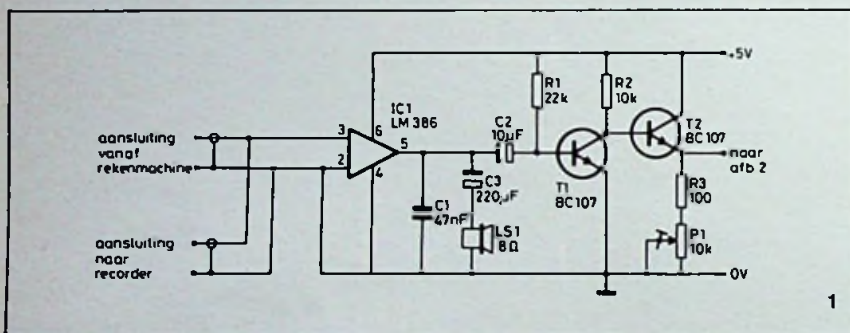 +5V
R1
22k
R2
10k
IC1
LM 386
C2
10µF
T2
8C107
aansluiting
vanaf
rekenmachine
3
6
5
2
4
naar
afb 2
C3
220µF
T1
8C107
R3
100
C1
47nF
LS1
8Ω
P1
10k
aansluiting
naar
recorder
0V
1